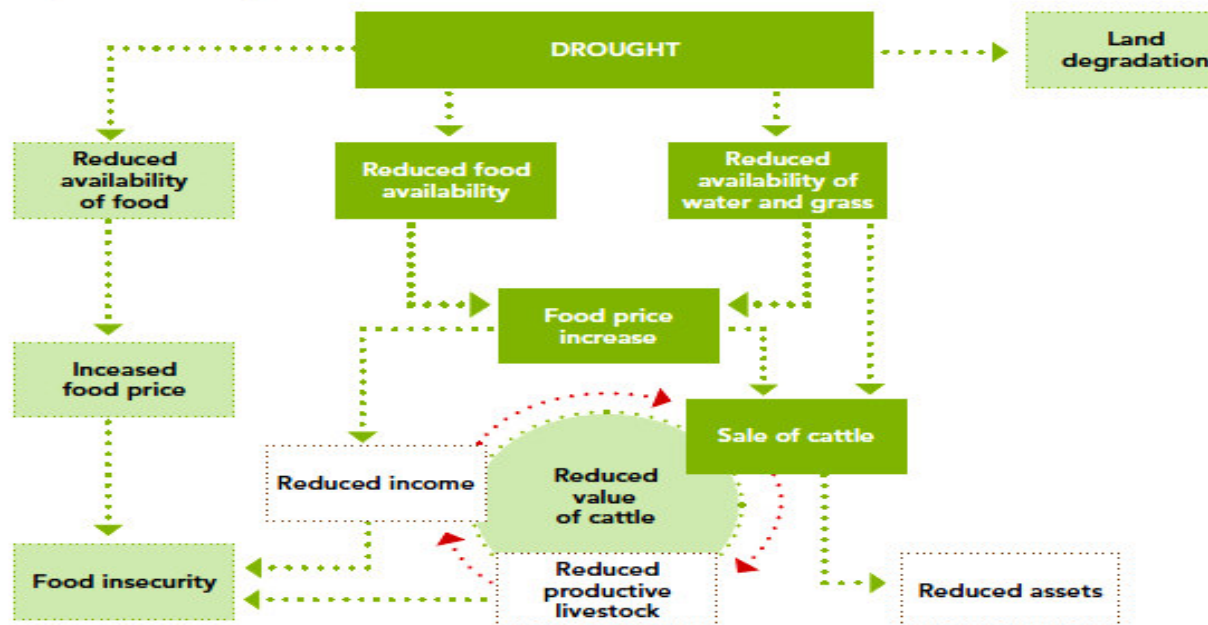 DROUGHT
Land
degradation
Reduced
availability
of food
Reduced food
availability
Reduced
availability of
water and grass
Food price
increase
Inceased
food price
Sale of cattle
Reduced income
Reduced
value
of cattle
Food insecurity
Reduced
productive
livestock
Reduced assets